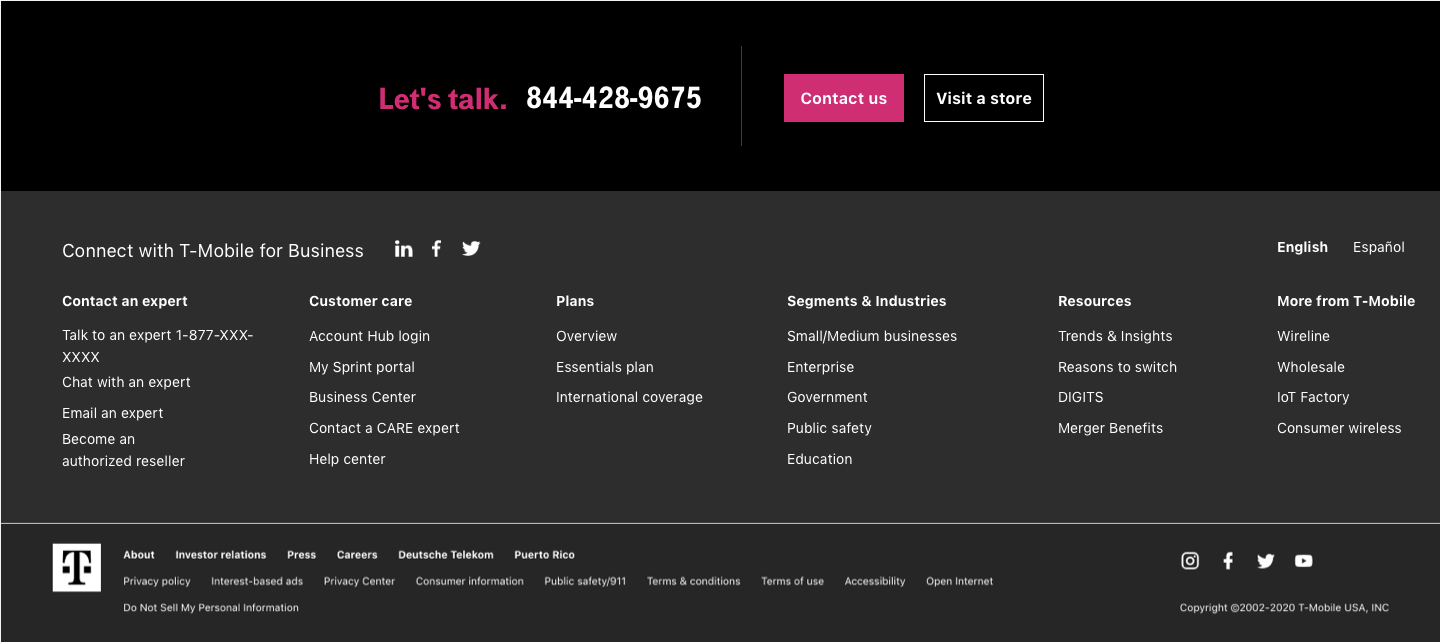 Let's talk. 844-428-9675 Contact us Visit a store
Connect with T-Mobile for Business English Español
Contact an expert
Talk to an expert 1-877-XXX-
XXXX
Chat with an expert
Email an expert
Become an
authorized reseller
Customer care
Account Hub login
My Sprint portal
Business Center
Contact a CARE expert
Help center
Plans
Overview
Essentials plan
International coverage
Segments & Industries
Small/Medium businesses
Enterprise
Government
Public safety
Education
Resources
Trends & Insights
Reasons to switch
DIGITS
Merger Benefits
More from T-Mobile
Wireline
Wholesale
IoT Factory
Consumer wireless
T
About Investor relations Press Careers Deutsche Telekom Puerto Rico
Privacy policy Interest-based ads Privacy Center Consumer information Public safety/911 Terms & conditions Terms of use Accessibility Open Internet
Do Not Sell My Personal Information
Copyright ©2002-2020 T-Mobile USA, INC